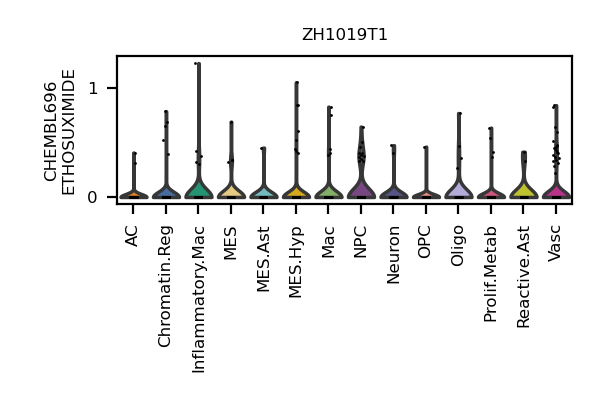 ZH1019T1
CHEMBL696
ETHOSUXIMIDE
1
0
AC
Chromatin.Reg
Inflammatory.Mac
MES
MES.Ast
MES.Hyp
Mac
NPC
Neuron
OPC
Oligo
Prolif.Metab
Reactive.Ast
Vasc